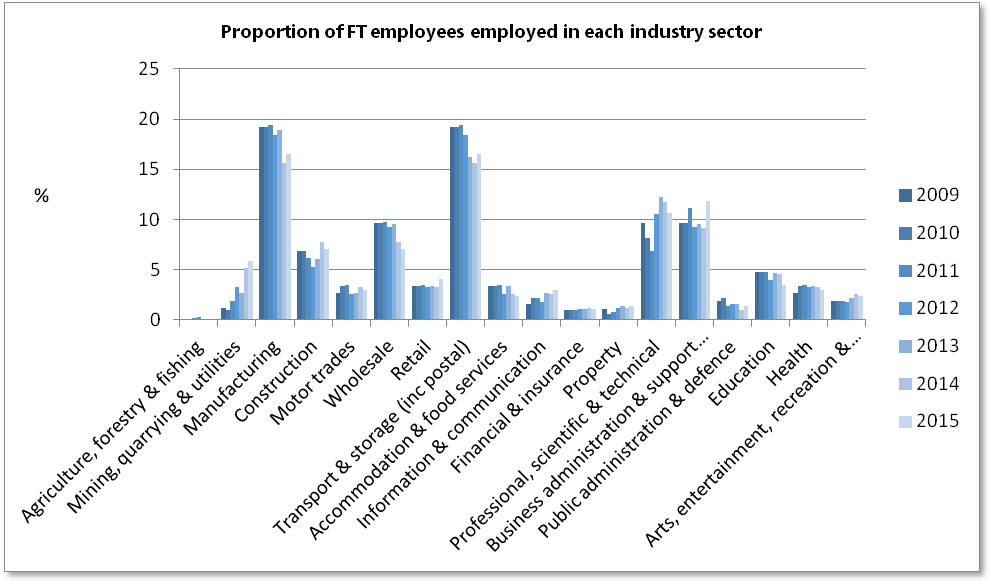 Proportion of FT employees employed in each industry sector
25
20
15
10
5
0
%
Agriculture, forestry & fishing
Mining, quarrying & utilities
Manufacturing
Construction
Motor trades
Wholesale
Retail
Transport & storage (inc postal)
Accommodation & food services
Information & communication
Financial & insurance
Property
Professional, scientific & technical
Business administration & support...
Public administration & defence
Education
Health
Arts, entertainment, recreation &...
2009
2010
2011
2012
2013
2014
2015